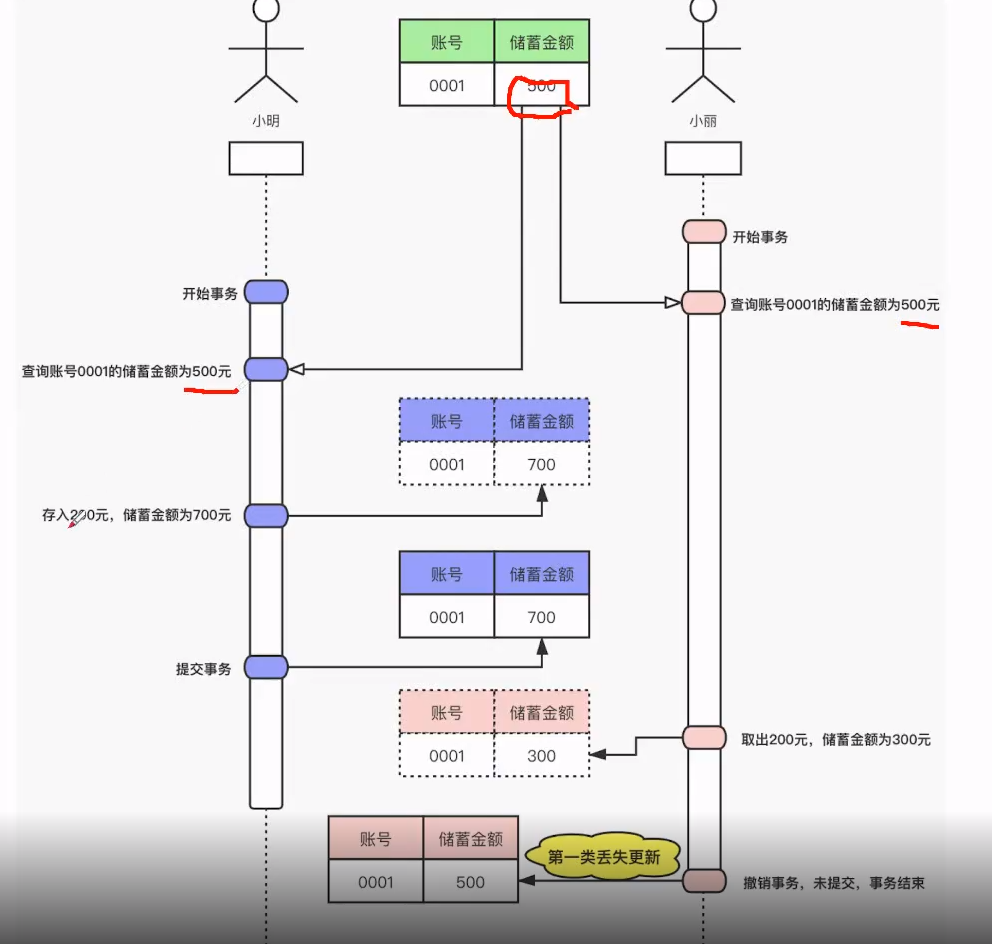 账号 储蓄金额
0001 500
小明
小丽
开始事务
开始事务
查询账号0001的储蓄金额为500元
查询账号0001的储蓄金额为500元
账号 储蓄金额
0001 700
存入200元，储蓄金额为700元
账号 储蓄金额
0001 700
提交事务
账号 储蓄金额
0001 300
取出200元，储蓄金额为300元
账号 储蓄金额
0001 500
第一类丢失更新
撤销事务，未提交，事务结束